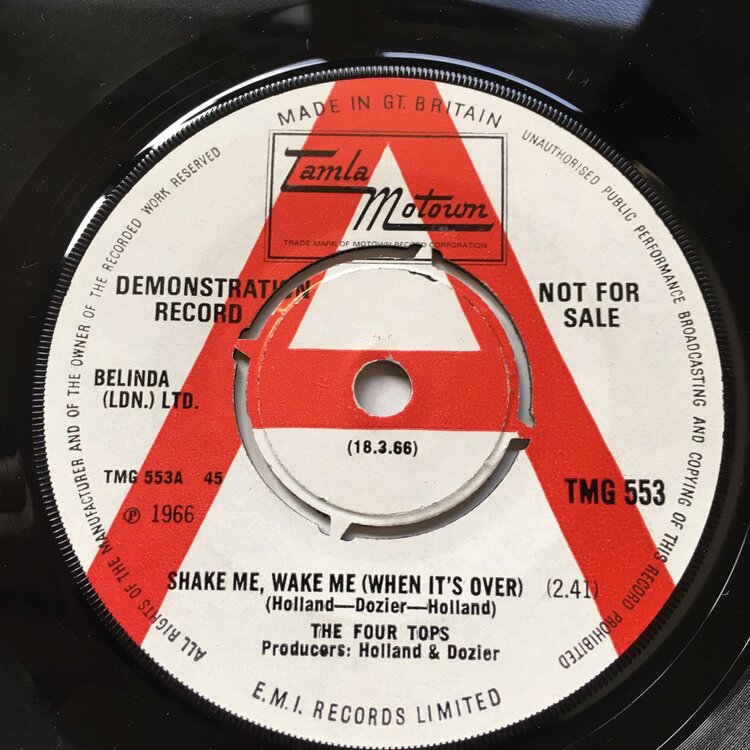 MADE IN GT. BRITAIN
Tamla
Motown
TRADE MARK OF MOTOWN RECORD CORPORATION
DEMONSTRATION
RECORD
NOT FOR
SALE
BELINDA
(LDN.) LTD.
(18.3.66)
TMG 553A 45
TMG 553
℗ 1966
SHAKE ME, WAKE ME (WHEN IT'S OVER) (2.41)
(Holland—Dozier—Holland)
THE FOUR TOPS
Producers: Holland & Dozier
E.M.I. RECORDS LIMITED
ALL RIGHTS OF THE MANUFACTURER AND OF THE OWNER OF THE RECORDED WORK RESERVED
UNAUTHORISED PUBLIC PERFORMANCE BROADCASTING AND COPYING OF THIS RECORD PROHIBITED